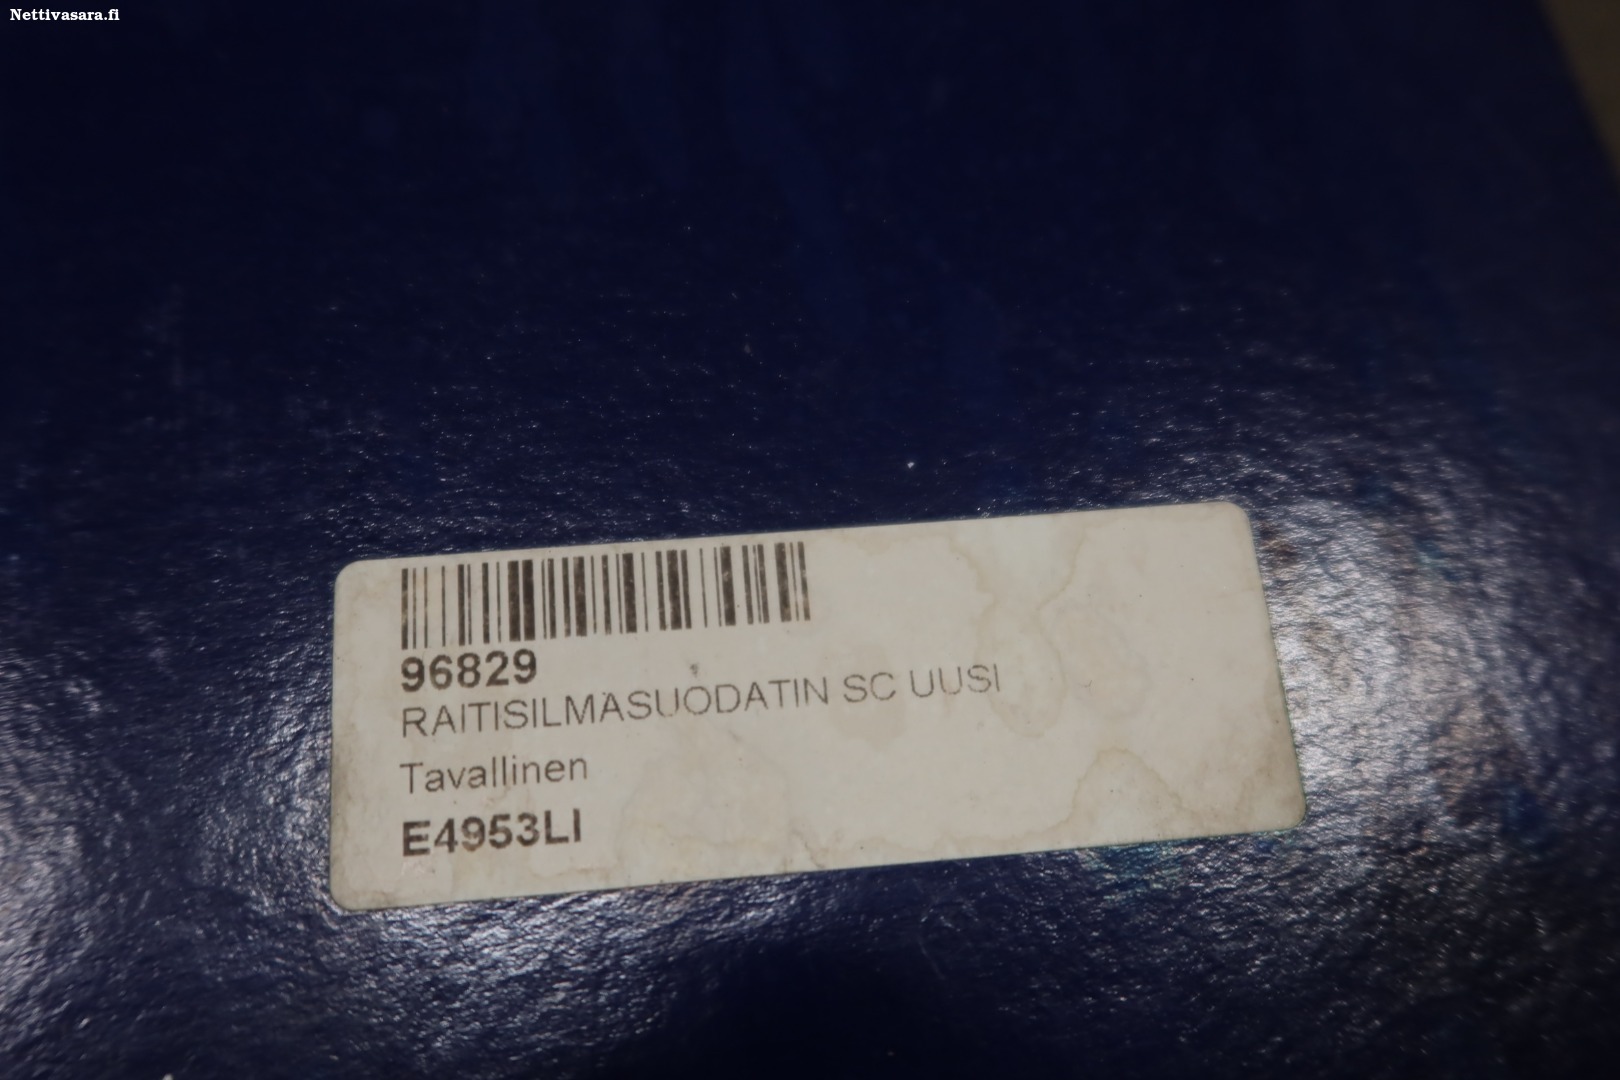 Nettivasara.fi
96829
RAITISILMASUODATIN SC UUSI
Tavallinen
E4953LI